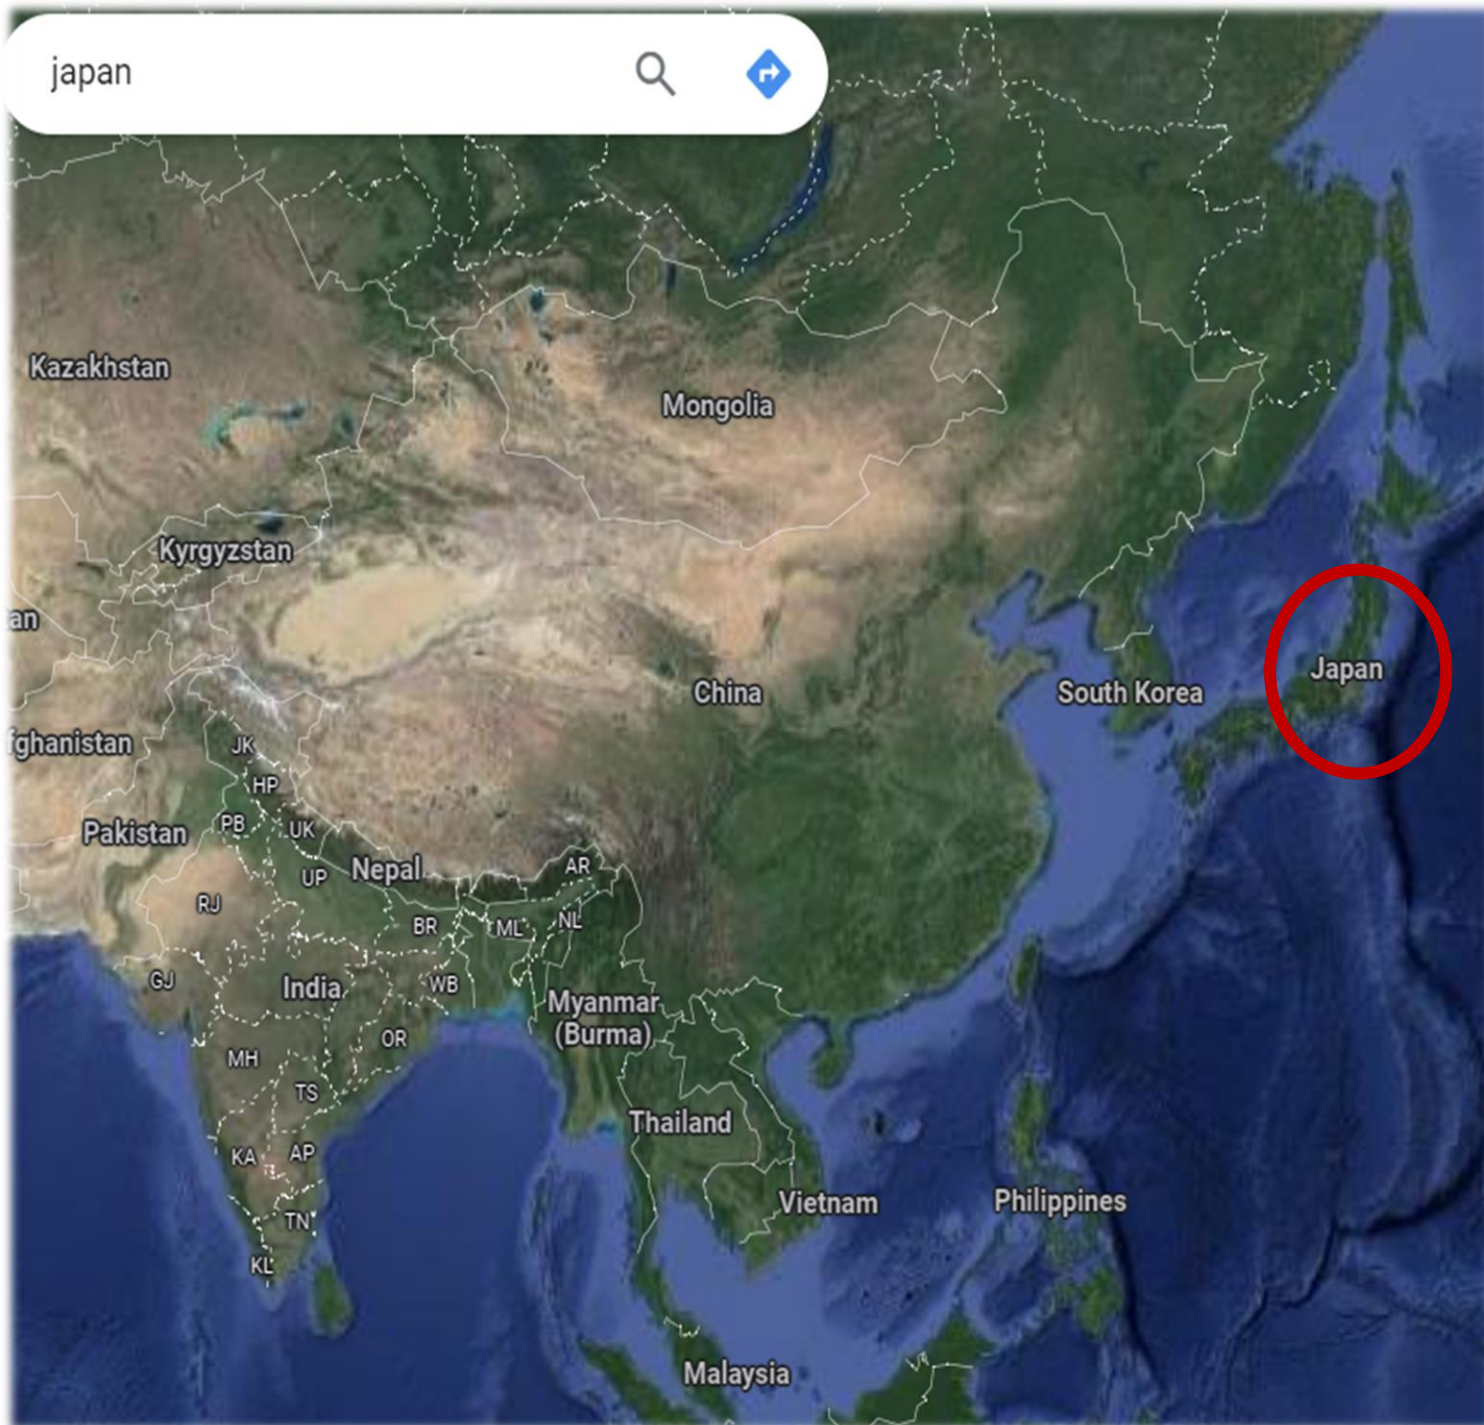 japan
Kazakhstan
Mongolia
Kyrgyzstan
an
China
South Korea
Japan
fghanistan
JK
HP
Pakistan
PB
UK
Nepal
UP
AR
RJ
BR
ML
NL
GJ
India
WB
Myanmar
(Burma)
OR
MH
TS
Thailand
KA
AP
Vietnam
Philippines
TN
KL
Malaysia